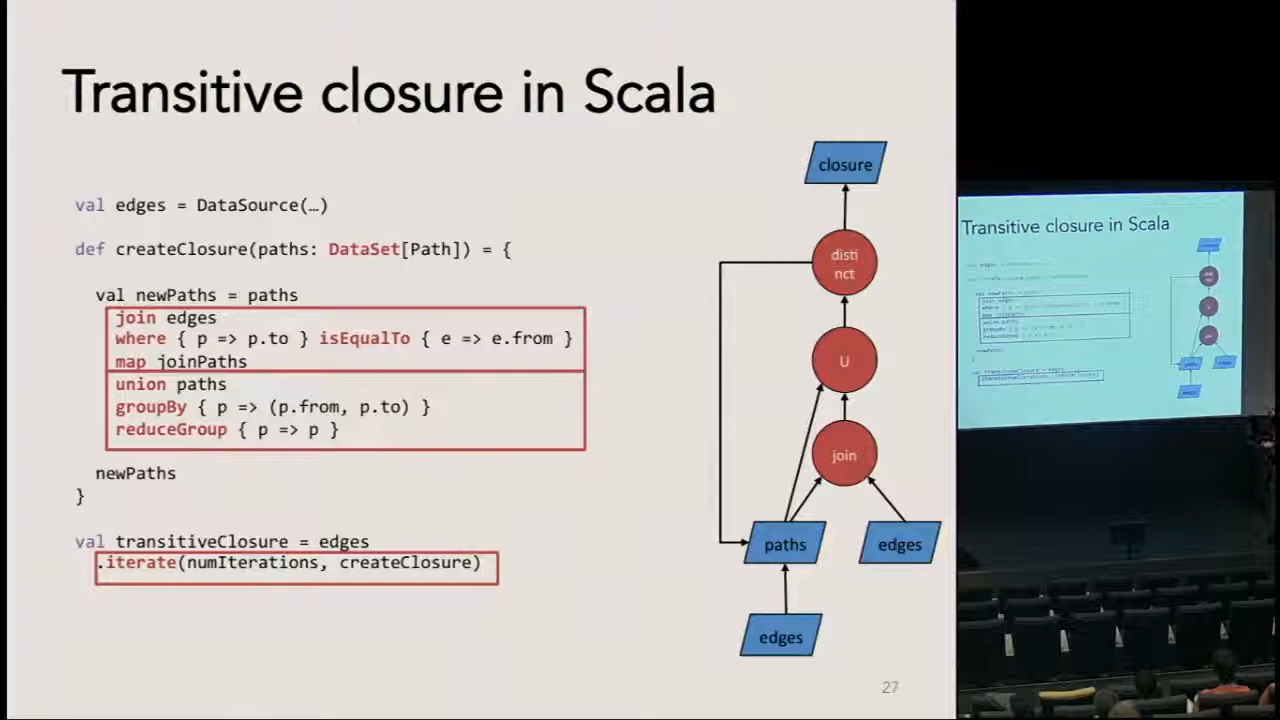 Transitive closure in Scala
val edges = DataSource(…)
def createClosure(paths: DataSet[Path]) = {
val newPaths = paths
join edges
where { p => p.to } isEqualTo { e => e.from }
map joinPaths
union paths
groupBy { p => (p.from, p.to) }
reduceGroup { p => p }
newPaths
}
val transitiveClosure = edges
.iterate(numIterations, createClosure)
closure
disti
nct
U
join
paths
edges
edges
27
Transitive closure in Scala